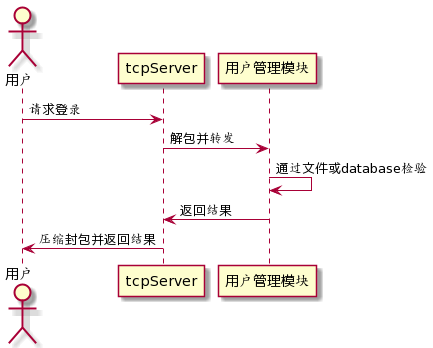 用户
tcpServer
用户管理模块
请求登录
解包并转发
通过文件或database检验
返回结果
压缩封包并返回结果
用户
tcpServer
用户管理模块